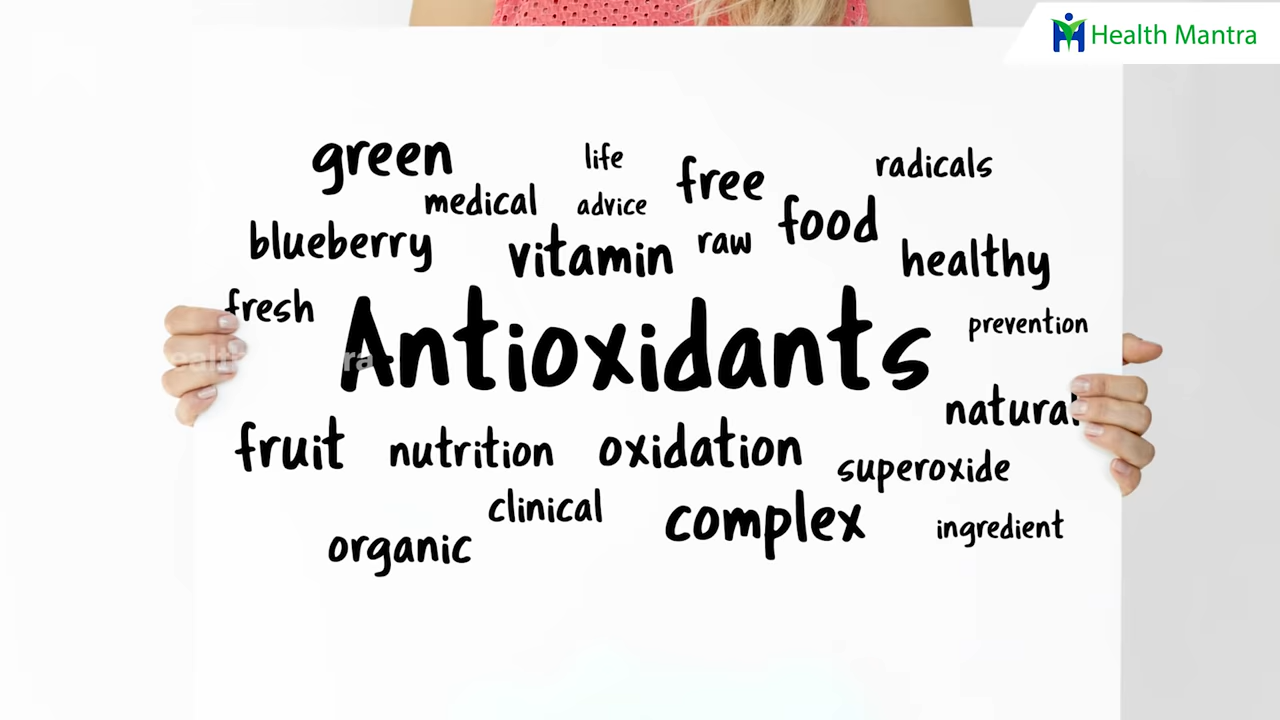 Health Mantra
green
life
free
radicals
medical
advice
food
blueberry
vitamin
raw
healthy
fresh
Antioxidants
prevention
natural
fruit
nutrition
oxidation
superoxide
clinical
complex
ingredient
organic